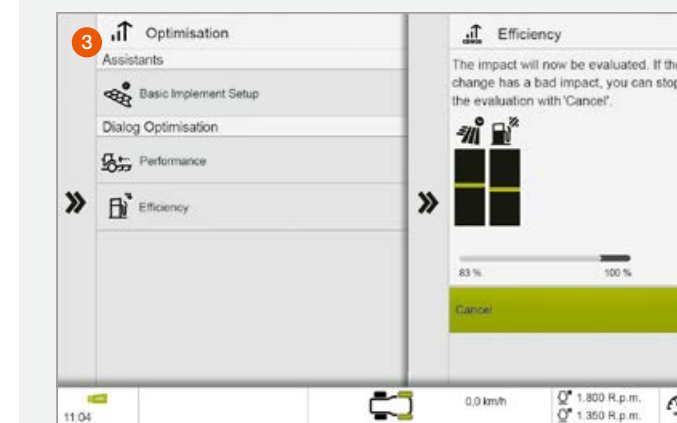 3
Optimisation
Assistants
Basic Implement Setup
Dialog Optimisation
Performance
Efficiency
Efficiency
The impact will now be evaluated. If the
change has a bad impact, you can stop
the evaluation with 'Cancel'.
83 % 100 %
Cancel
11:04
0,0 km/h
1.800 R.p.m.
1.350 R.p.m.